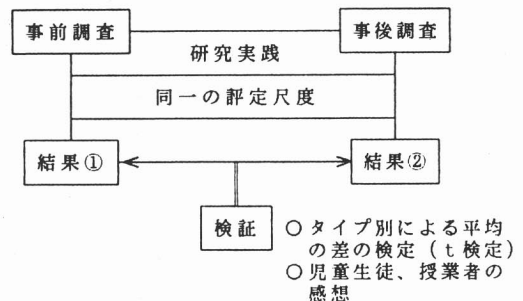 事前調査
事後調査
研究実践
同一の評定尺度
結果①
結果②
検証
○タイプ別による平均
の差の検定（t検定）
○児童生徒、授業者の
感想